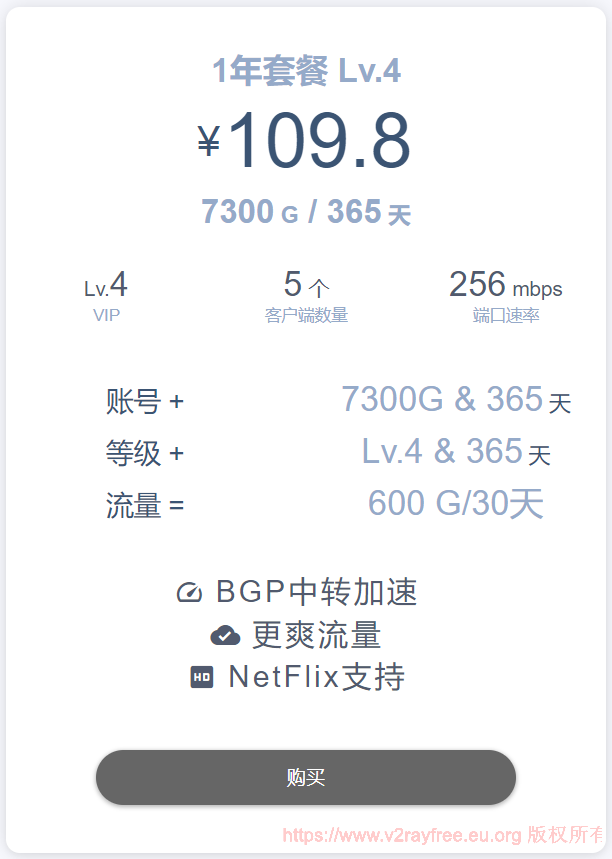 1年套餐 Lv.4
¥109.8
7300 G / 365 天
Lv.4 5 个 256 mbps
VIP 客户端数量 端口速率
账号 + 7300G & 365 天
等级 + Lv.4 & 365 天
流量 = 600 G/30天
BGP中转加速
更爽流量
HD NetFlix支持
购买
https://www.v2rayfree.eu.org 版权所有